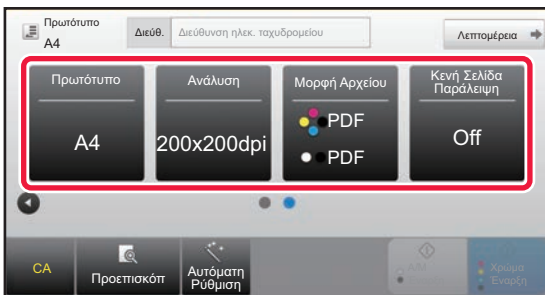 Πρωτότυπο
A4
Διεύθ.
Διεύθυνση ηλεκ. ταχυδρομείου
Λεπτομέρεια
Πρωτότυπο
A4
Ανάλυση
200x200dpi
Μορφή Αρχείου
PDF
PDF
Κενή Σελίδα
Παράλειψη
Off
CA
Προεπισκόπ
Αυτόματη
Ρύθμιση
Χρώμα
Έναρξη